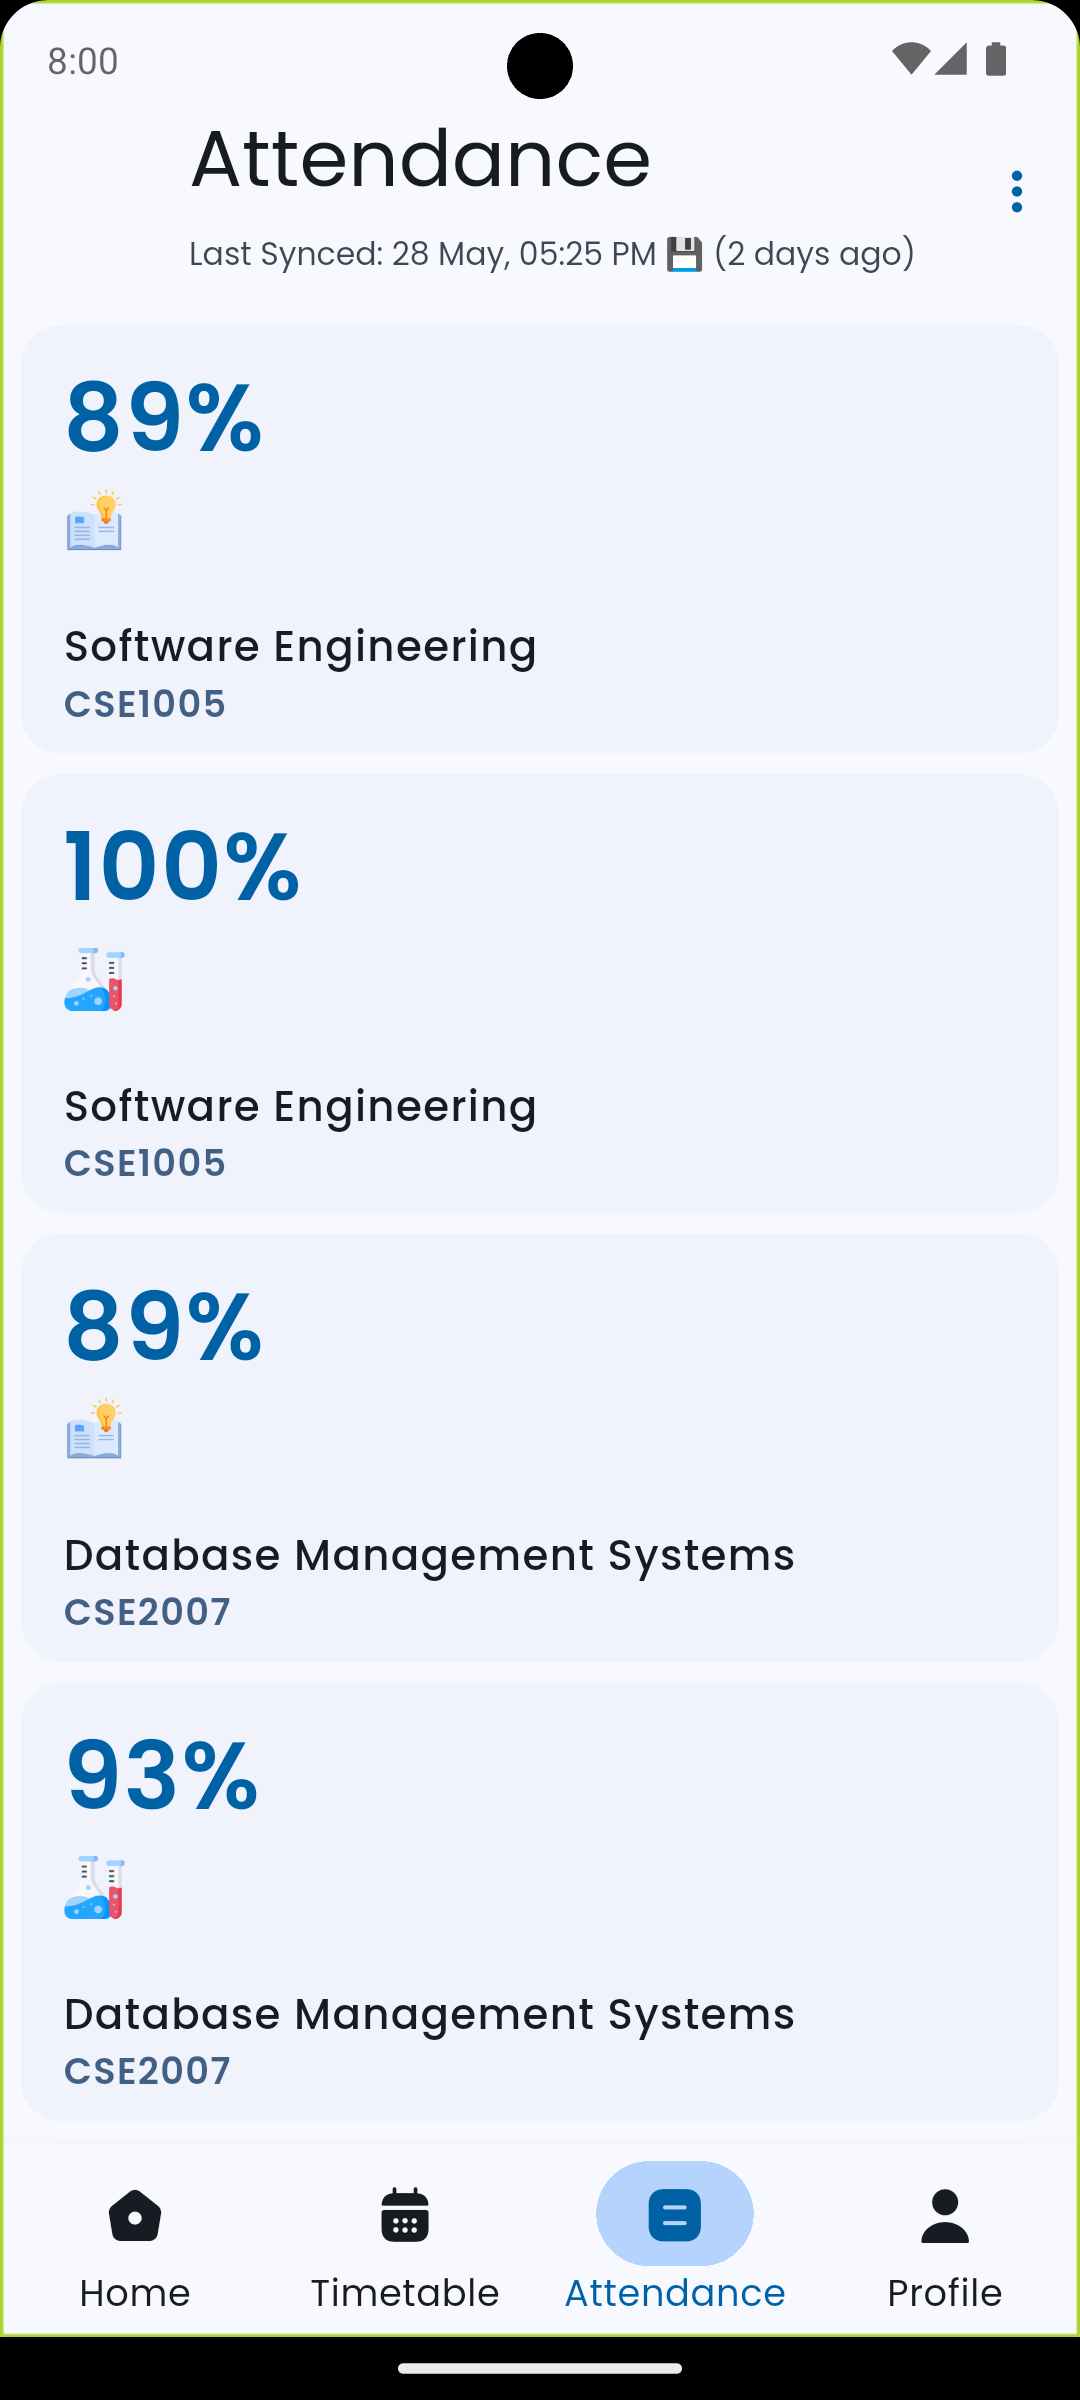 8:00
Attendance
Last Synced: 28 May, 05:25 PM 💾 (2 days ago)
89%
Software Engineering
CSE1005
100%
Software Engineering
CSE1005
89%
Database Management Systems
CSE2007
93%
Database Management Systems
CSE2007
Home Timetable Attendance Profile